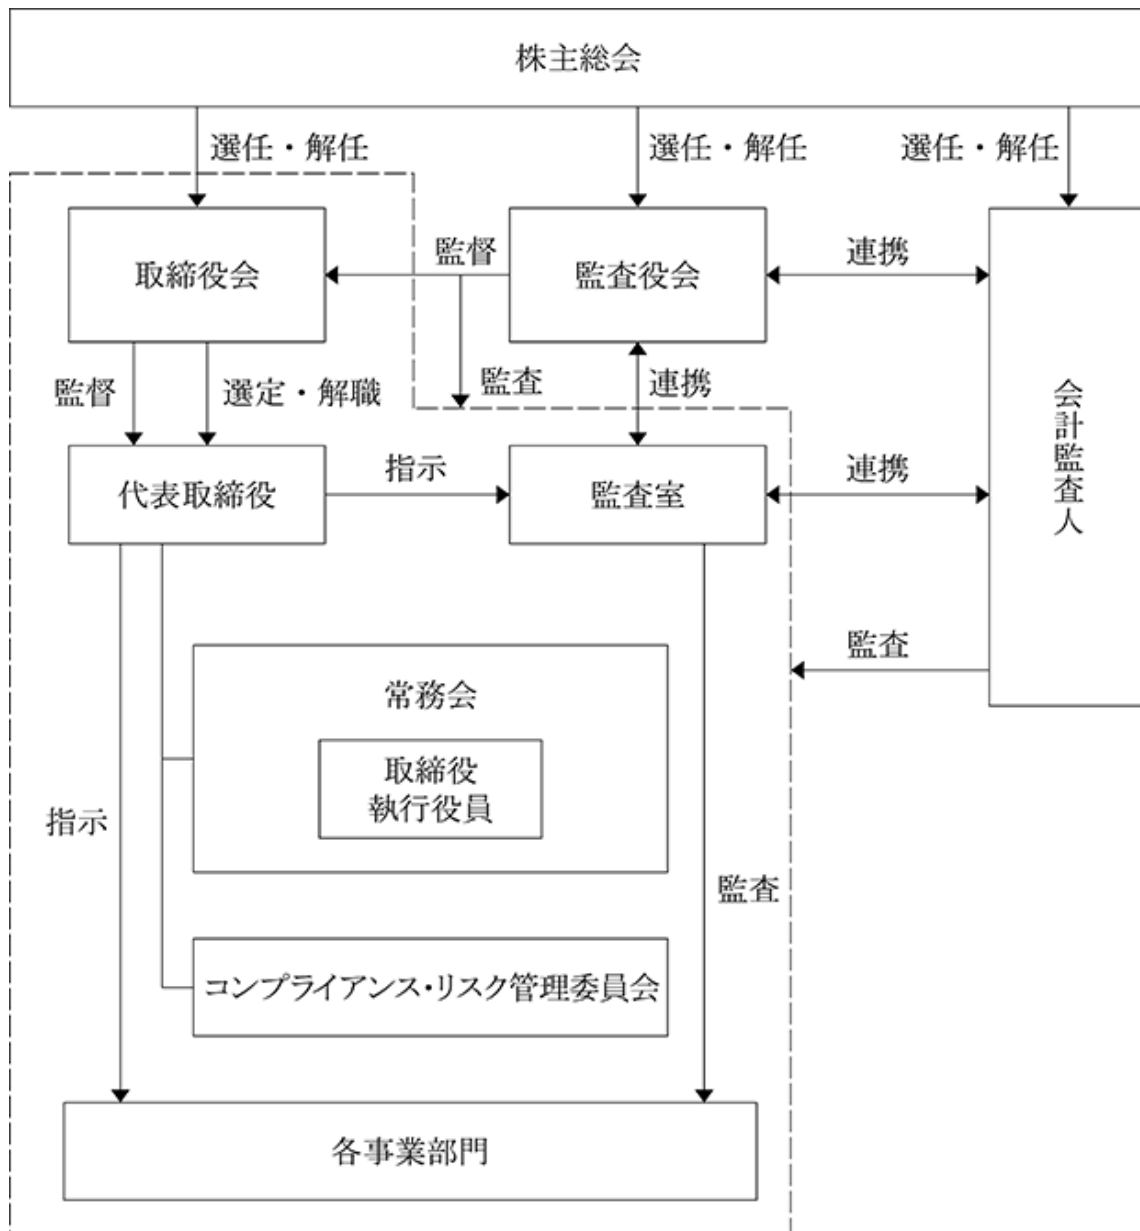 株主総会
選任・解任
選任・解任
選任・解任
取締役会
監督
監査役会
連携
会計監査人
監督
選定・解職
監査
連携
代表取締役
指示
監査室
連携
監査
常務会
取締役
執行役員
指示
監査
コンプライアンス・リスク管理委員会
各事業部門